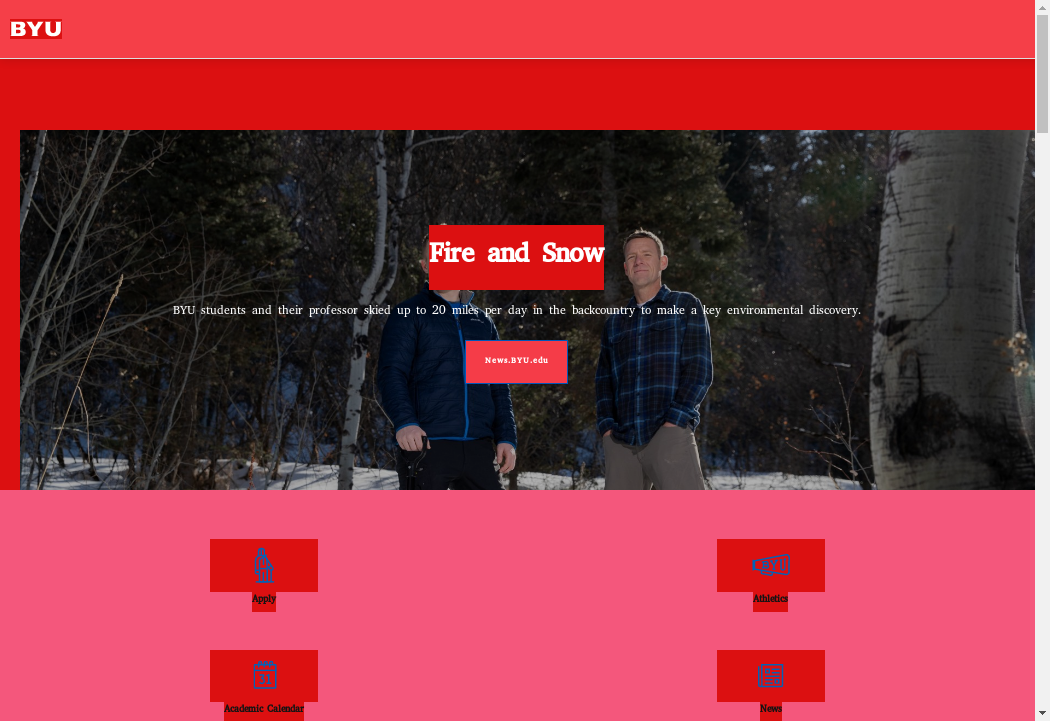 BYU
Fire and Snow
BYU students and their professor skied up to 20 miles per day in the backcountry to make a key environmental discovery.
News.BYU.edu
Apply
Athletics
Academic Calendar
News